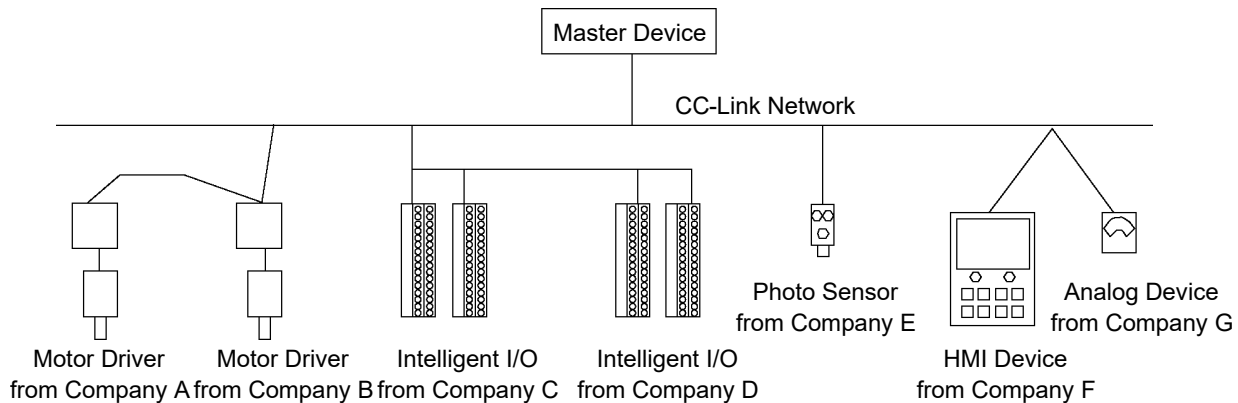 Master Device
CC-Link Network
Photo Sensor
from Company E
Analog Device
from Company G
Motor Driver
from Company A
Motor Driver
from Company B
Intelligent I/O
from Company C
Intelligent I/O
from Company D
HMI Device
from Company F